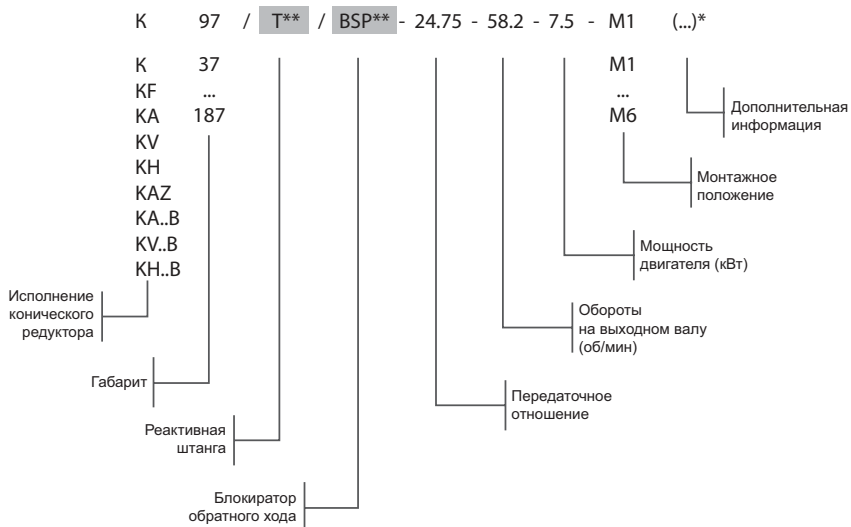 K 97 / T** / BSP** - 24.75 - 58.2 - 7.5 - M1 (...)*
K 37 M1
KF ... ...
KA 187 M6
KV
KH
KAZ
KA..B
KV..B
KH..B
Дополнительная
информация
Монтажное
положение
Мощность
двигателя (кВт)
Обороты
на выходном валу
(об/мин)
Передаточное
отношение
Исполнение
конического
редуктора
Габарит
Реактивная
штанга
Блокиратор
обратного хода